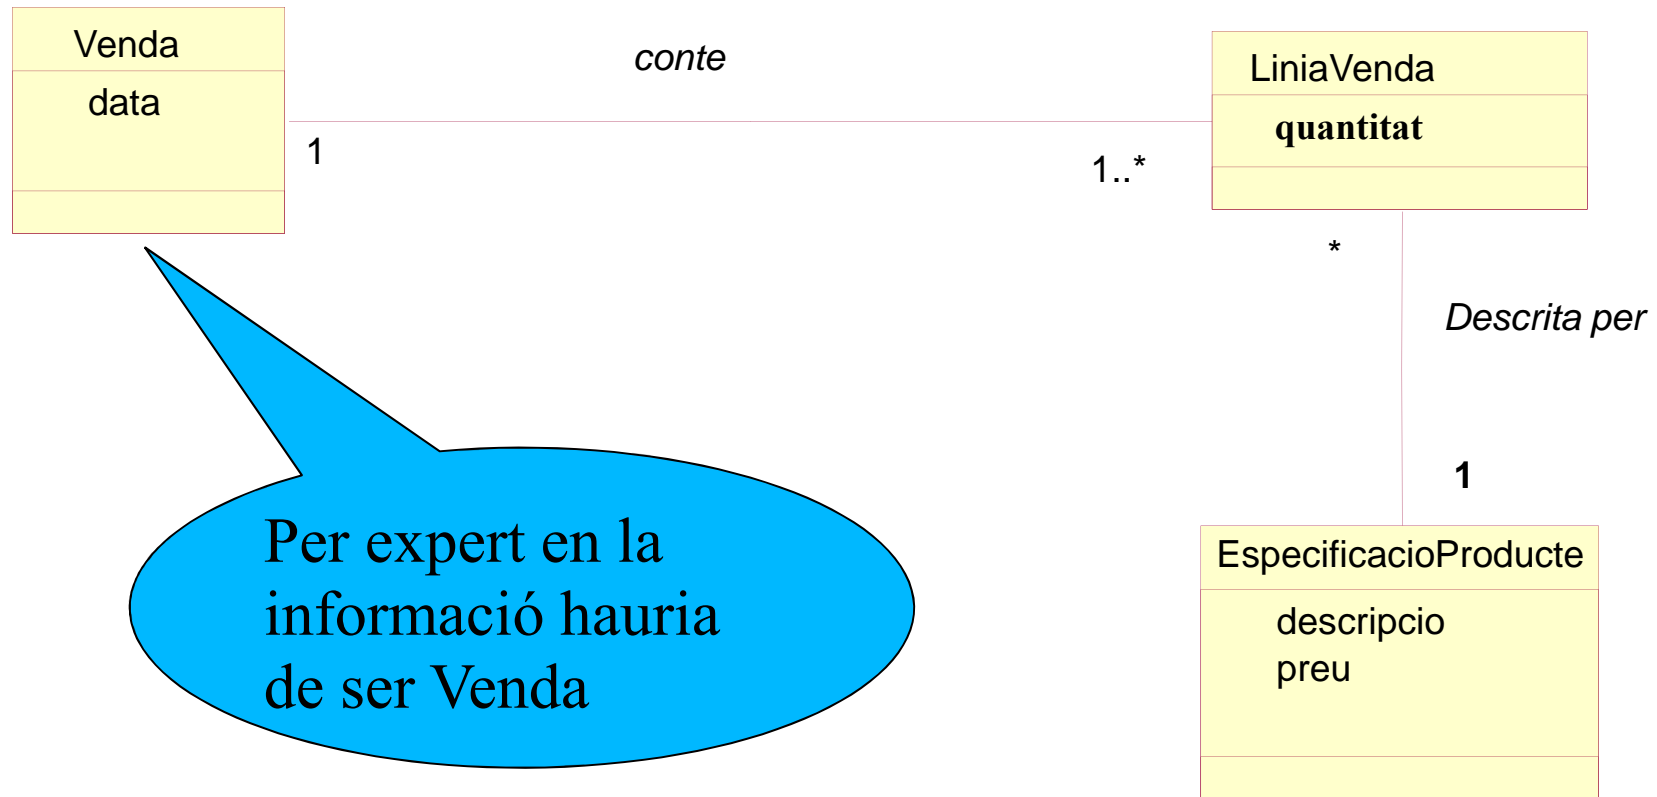 Venda
data
conte
1
1..*
LiniaVenda
quantitat
*
Descrita per
1
EspecificacioProducte
descripcio
preu
Per expert en la
informació hauria
de ser Venda